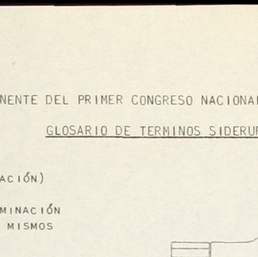 NENTE DEL PRIMER CONGRESO NACIONAL
GLOSARIO DE TERMINOS SIDERUR
ACIÓN)
MINACIÓN
MISMOS